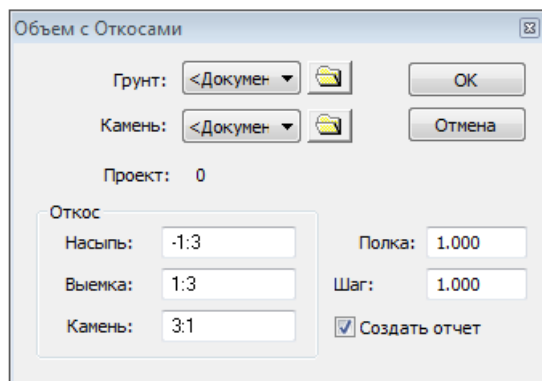 Объем с Откосами
Грунт: <Докумен
OK
Камень: <Докумен
Отмена
Проект: 0
Откос
Насыпь: -1:3
Полка: 1.000
Выемка: 1:3
Шаг: 1.000
Камень: 3:1
Создать отчет